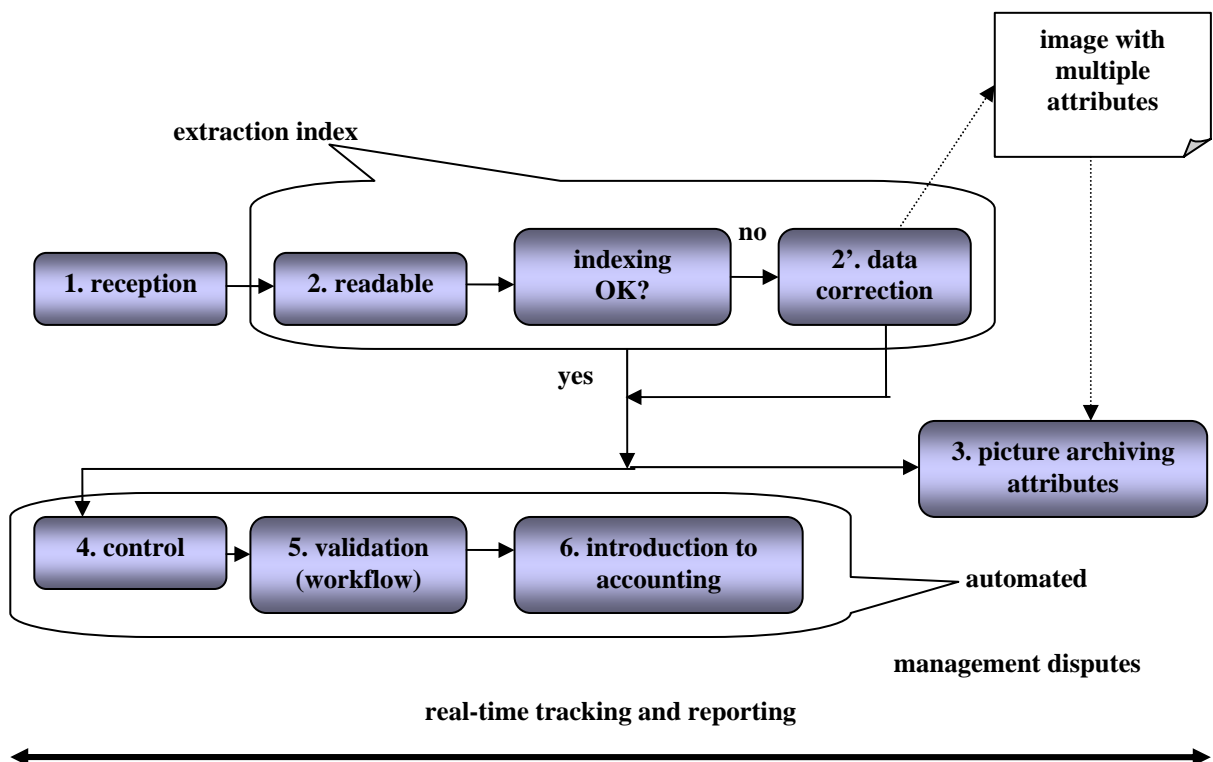 image with
multiple
attributes
extraction index
no
1. reception
2. readable
indexing
OK?
2’. data
correction
yes
3. picture archiving
attributes
4. control
5. validation
(workflow)
6. introduction to
accounting
automated
management disputes
real-time tracking and reporting